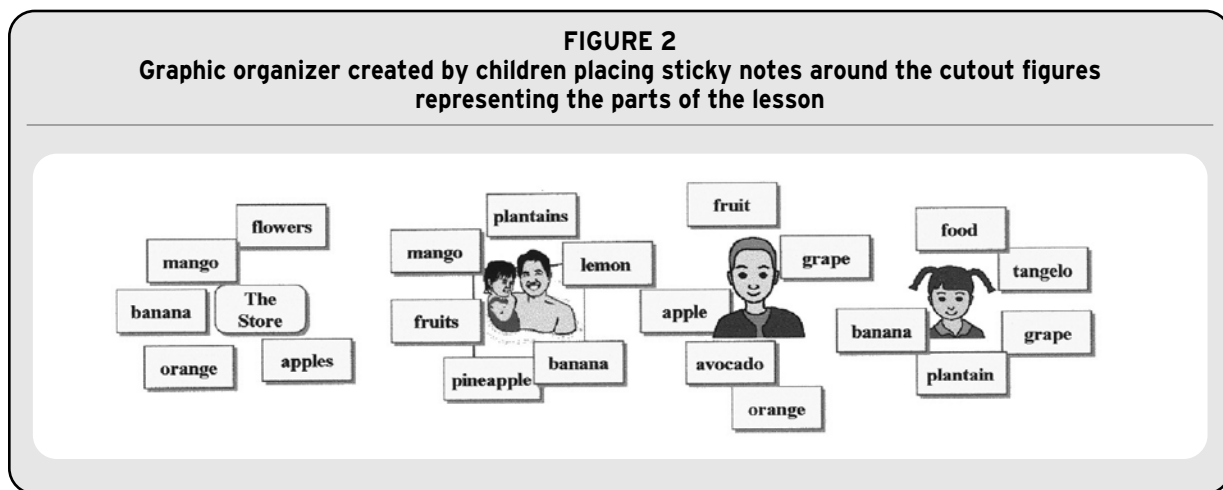 FIGURE 2
Graphic organizer created by children placing sticky notes around the cutout figures
representing the parts of the lesson
flowers
mango
banana
The
Store
orange
apples
plantains
mango
lemon
fruits
pineapple
banana
fruit
grape
apple
avocado
orange
food
tangelo
banana
grape
plantain